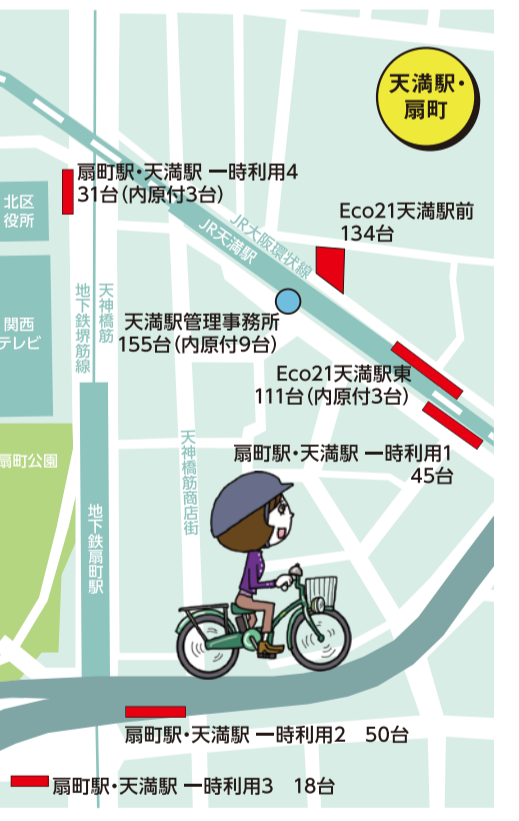 天満駅・
扇町
扇町駅・天満駅 一時利用4
31台（内原付3台）
北区
役所
Eco21天満駅前
134台
JR大阪環状線
JR天満駅
地下鉄堺筋線
天神橋筋
関西
テレビ
天満駅管理事務所
155台（内原付9台）
Eco21天満駅東
111台（内原付3台）
扇町駅・天満駅 一時利用1
45台
扇町公園
天神橋筋商店街
地下鉄扇町駅
扇町駅・天満駅 一時利用2　50台
扇町駅・天満駅 一時利用3　18台